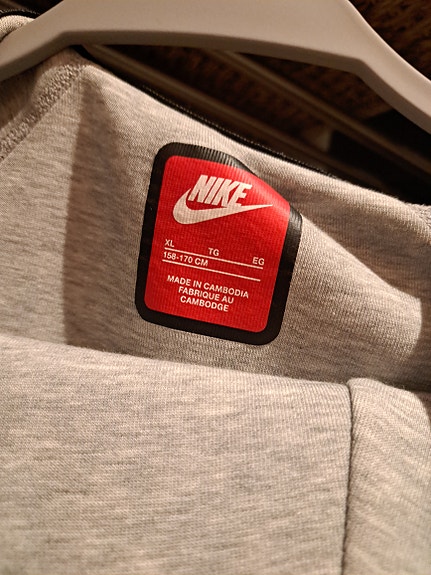 NIKE
XL TG EG
158-170 CM
MADE IN CAMBODIA
FABRIQUE AU
CAMBODGE